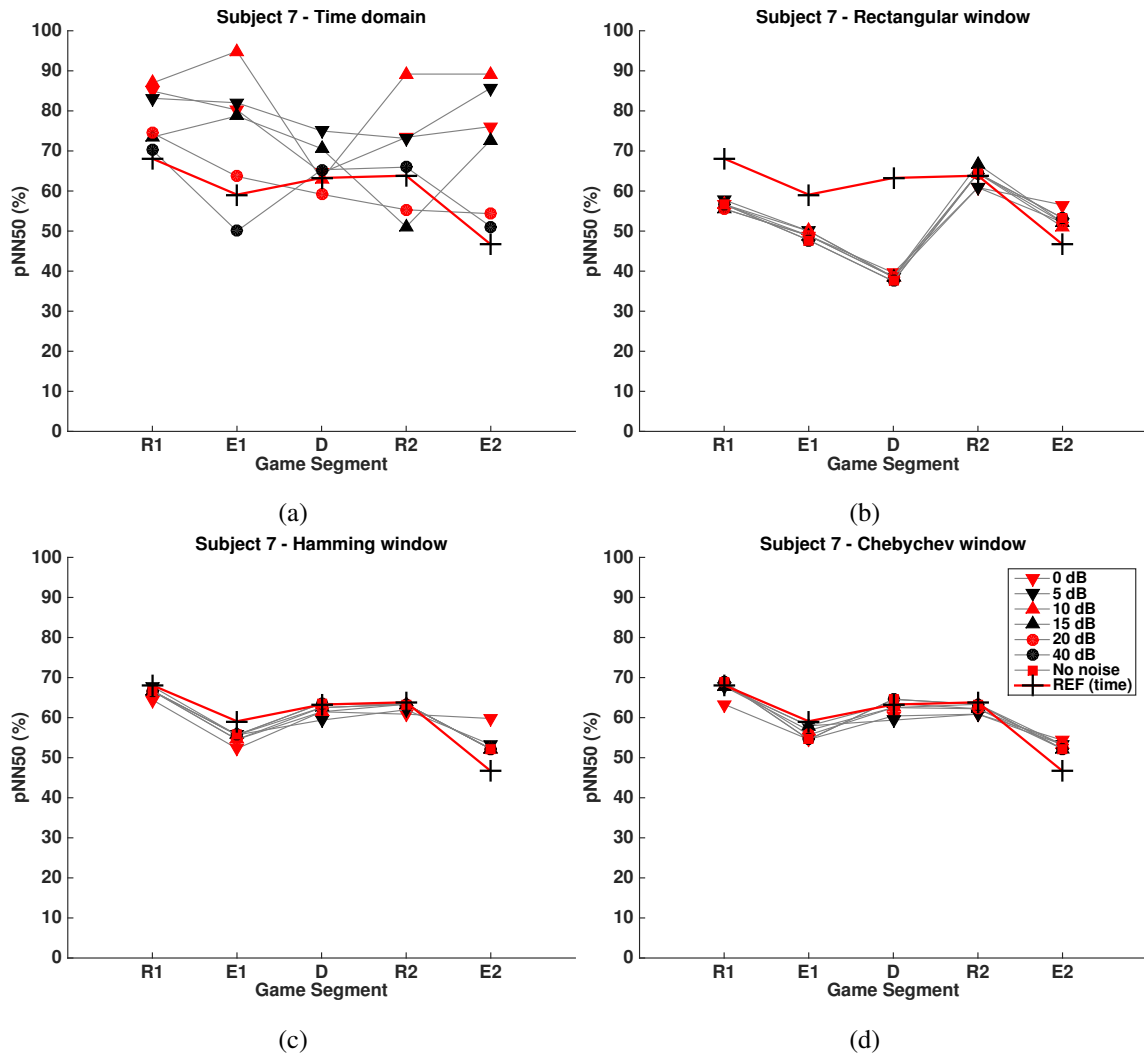 Subject 7 - Time domain
100
90
80
70
60
50
40
30
20
10
0
pNN50 (%)
R1 E1 D R2 E2
Game Segment
(a)
Subject 7 - Rectangular window
100
90
80
70
60
50
40
30
20
10
0
pNN50 (%)
R1 E1 D R2 E2
Game Segment
(b)
Subject 7 - Hamming window
100
90
80
70
60
50
40
30
20
10
0
pNN50 (%)
R1 E1 D R2 E2
Game Segment
(c)
Subject 7 - Chebychev window
100
90
80
70
60
50
40
30
20
10
0
pNN50 (%)
0 dB
5 dB
10 dB
15 dB
20 dB
40 dB
No noise
REF (time)
R1 E1 D R2 E2
Game Segment
(d)